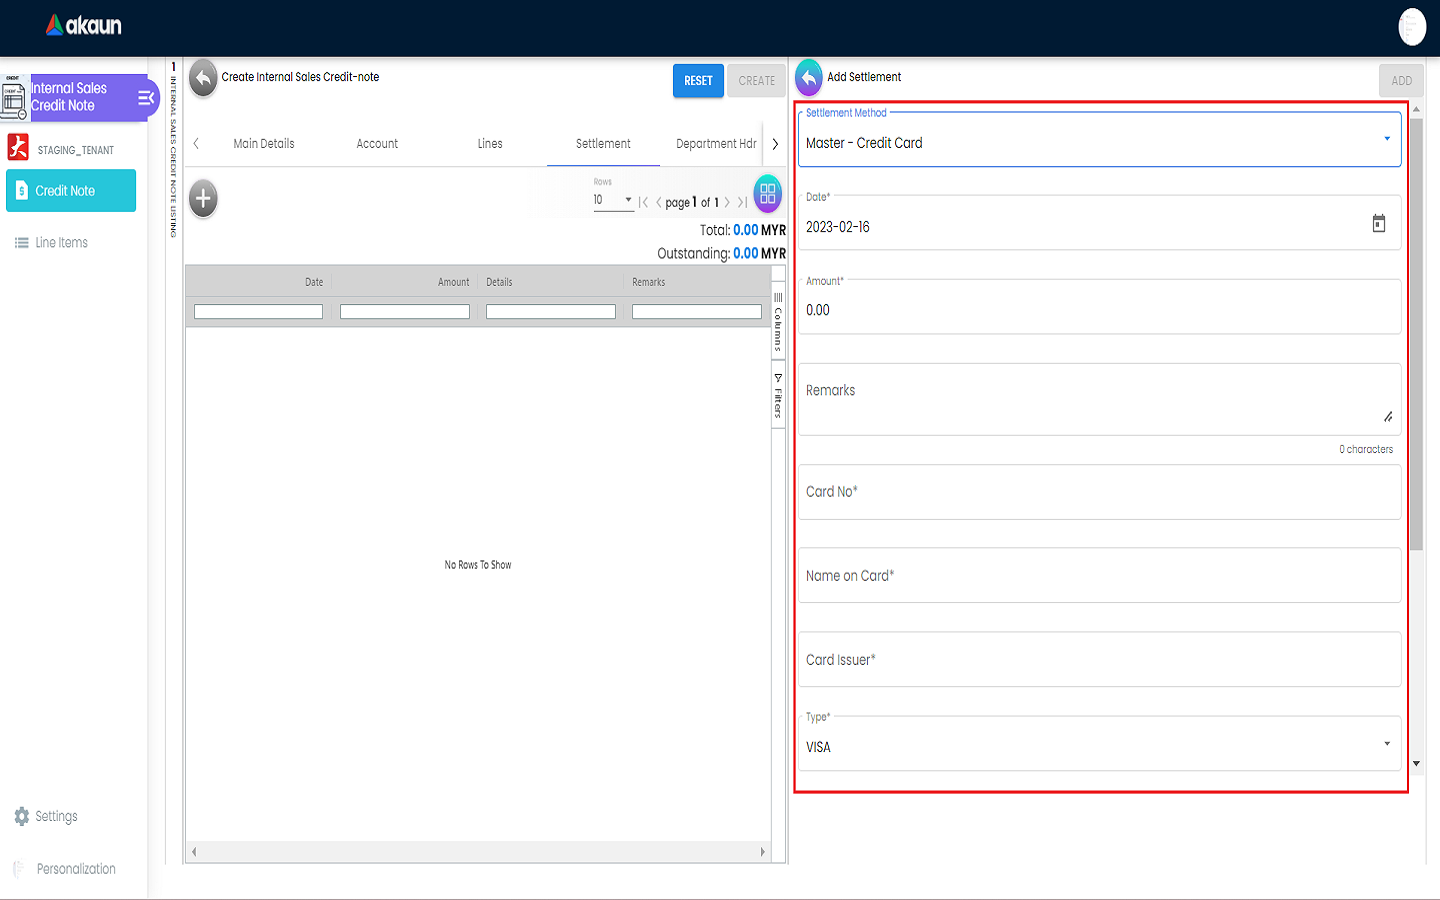 akaun
CREDIT
Internal Sales
Credit Note
STAGING_TENANT
Credit Note
Line Items
Settings
Personalization
1
INTERNAL SALES CREDIT NOTE LISTING
Create Internal Sales Credit-note
RESET
CREATE
Main Details
Account
Lines
Settlement
Department Hdr
Rows
10
page 1 of 1
Total: 0.00 MYR
Outstanding: 0.00 MYR
Date
Amount
Details
Remarks
No Rows To Show
Columns
Filters
Add Settlement
ADD
Settlement Method
Master - Credit Card
Date*
2023-02-16
Amount*
0.00
Remarks
0 characters
Card No*
Name on Card*
Card Issuer*
Type*
VISA